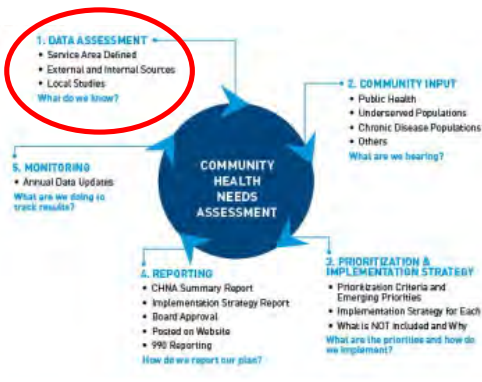 1. DATA ASSESSMENT
• Service Area Defined
• External and Internal Sources
• Local Studies
What do we know?
2. COMMUNITY INPUT
• Public Health
• Underserved Populations
• Chronic Disease Populations
• Others
What are we hearing?
COMMUNITY
HEALTH
NEEDS
ASSESSMENT
3. PRIORITIZATION &
IMPLEMENTATION STRATEGY
• Prioritization Criteria and
Emerging Priorities
• Implementation Strategy for Each
• What is NOT Included and Why
What are the priorities and how do
we implement?
4. REPORTING
• CHNA Summary Report
• Implementation Strategy Report
• Board Approval
• Posted on Website
• 990 Reporting
How do we report our plan?
5. MONITORING
• Annual Data Updates
What are we doing to
track results?